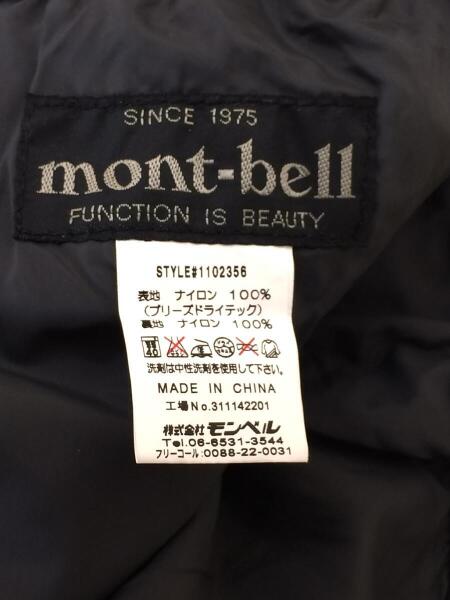 SINCE 1975
mont-bell
FUNCTION IS BEAUTY
STYLE#1102356
表地 ナイロン 100%
(ブリーズドライテック)
裏地 ナイロン 100%
洗剤は中性洗剤を使用して下さい。
MADE IN CHINA
工場No.311142201
株式会社モンベル
Tel.06-6531-3544
フリーコール:0088-22-0031